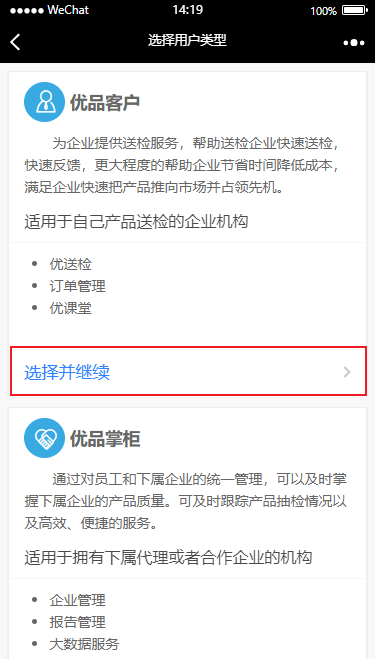 WeChat 14:19 100%
选择用户类型
优品客户
为企业提供送检服务，帮助送检企业快速送检，
快速反馈，更大程度的帮助企业节省时间降低成本，
满足企业快速把产品推向市场并占领先机。
适用于自己产品送检的企业机构
优送检
订单管理
优课堂
选择并继续
优品掌柜
通过对员工和下属企业的统一管理，可以及时掌
握下属企业的产品质量。可及时跟踪产品抽检情况以
及高效、便捷的服务。
适用于拥有下属代理或者合作企业的机构
企业管理
报告管理
大数据服务